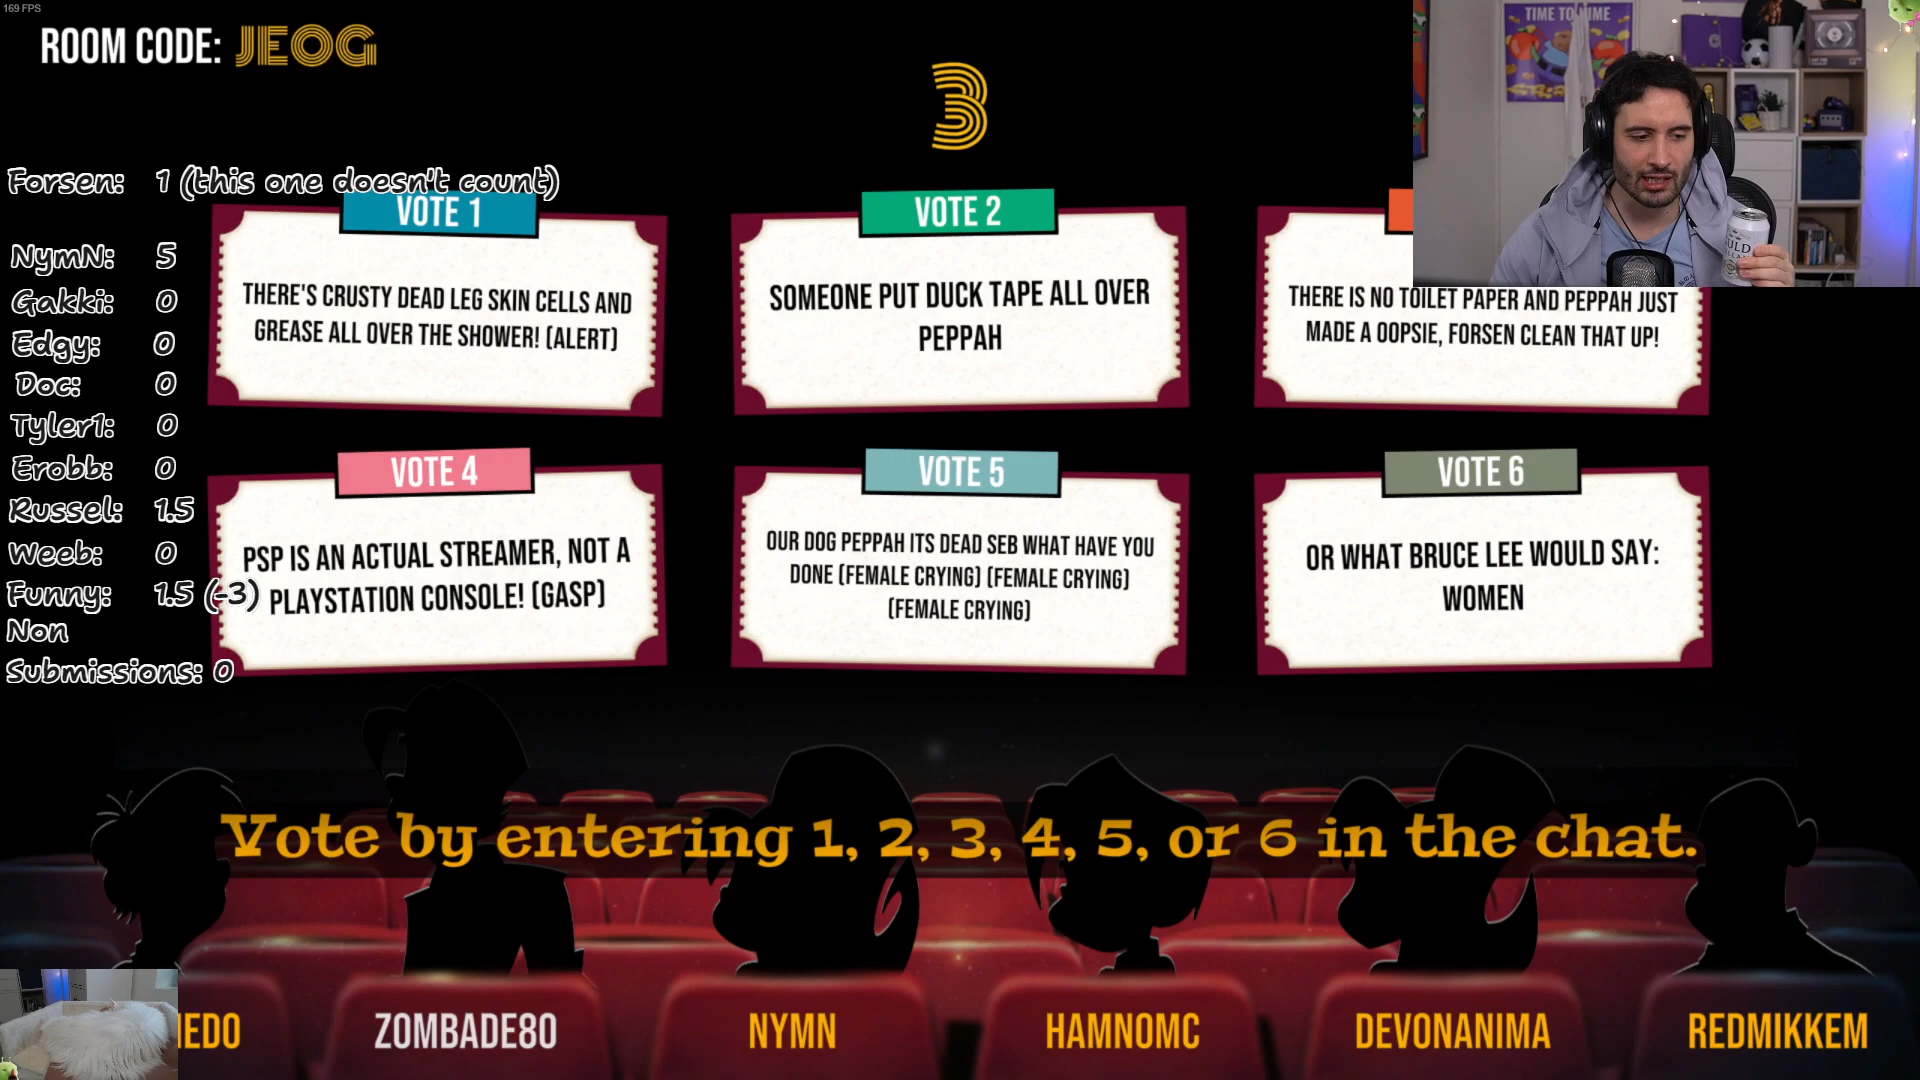 169 FPS
ROOM CODE: JEOG
3
TIME TO MIME
Forsen: 1 (this one doesn't count)
NymN: 5
Gakki: 0
Edgy: 0
Doc: 0
Tyler1: 0
Erobb: 0
Russel: 1.5
Weeb: 0
Funny: 1.5 (-3)
Non
Submissions: 0
VOTE 1
THERE'S CRUSTY DEAD LEG SKIN CELLS AND
GREASE ALL OVER THE SHOWER! (ALERT)
VOTE 2
SOMEONE PUT DUCK TAPE ALL OVER
PEPPAH
THERE IS NO TOILET PAPER AND PEPPAH JUST
MADE A OOPSIE, FORSEN CLEAN THAT UP!
VOTE 4
PSP IS AN ACTUAL STREAMER, NOT A
PLAYSTATION CONSOLE! (GASP)
VOTE 5
OUR DOG PEPPAH ITS DEAD SEB WHAT HAVE YOU
DONE (FEMALE CRYING) (FEMALE CRYING)
(FEMALE CRYING)
VOTE 6
OR WHAT BRUCE LEE WOULD SAY:
WOMEN
Vote by entering 1, 2, 3, 4, 5, or 6 in the chat.
IEDO
ZOMBADE80
NYMN
HAMNOMC
DEVONANIMA
REDMIKKEM